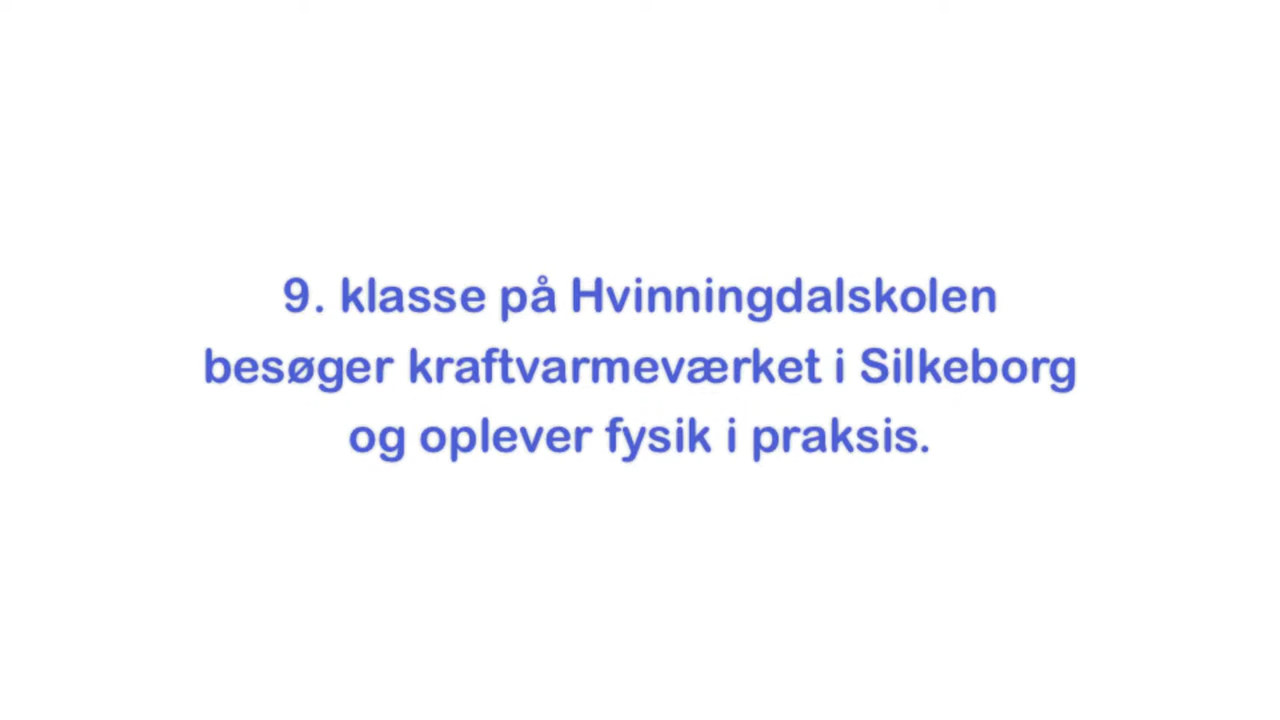 9. klasse på Hvinningdalskolen
besøger kraftvarmeværket i Silkeborg
og oplever fysik i praksis.